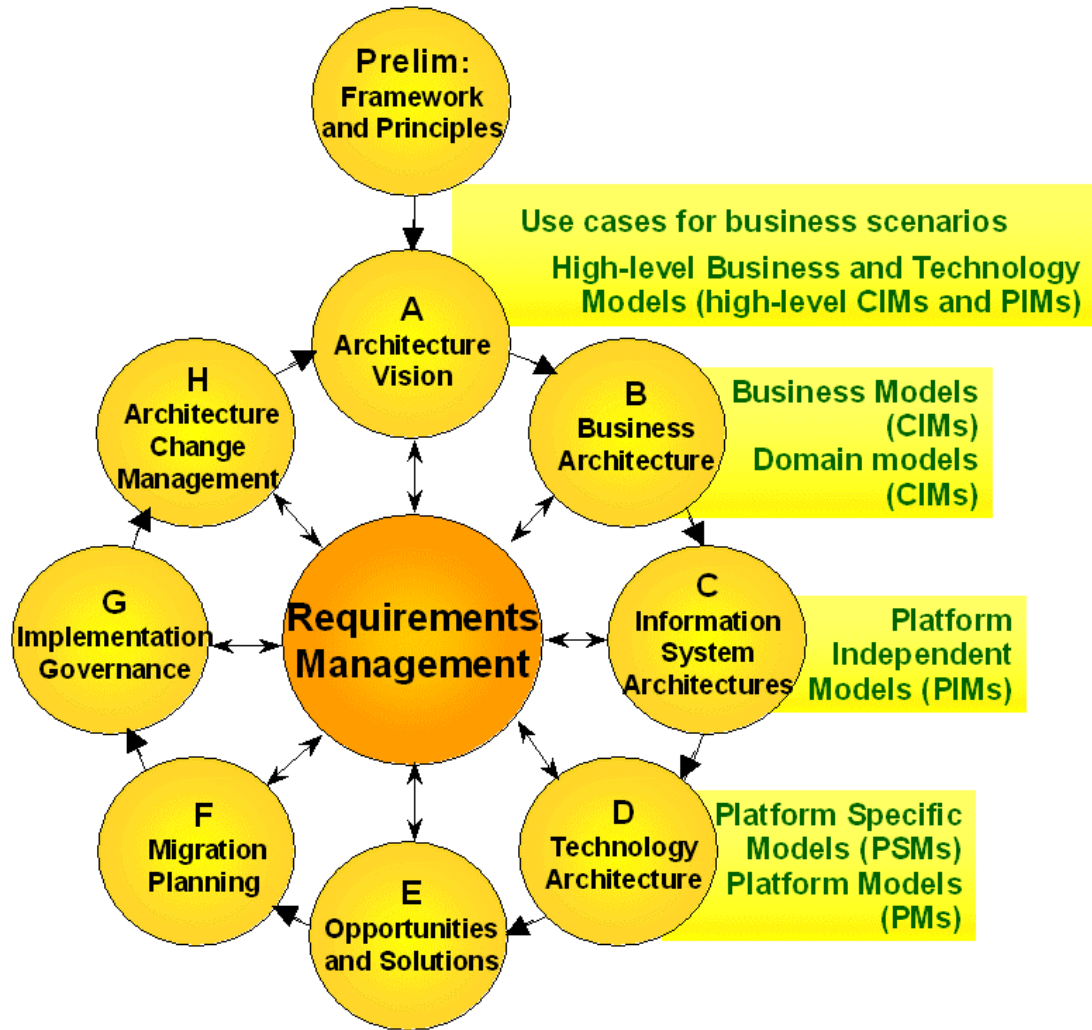 Prelim:
Framework
and Principles
Use cases for business scenarios
High-level Business and Technology
Models (high-level CIMs and PIMs)
A
Architecture
Vision
B
Business
Architecture
Business Models
(CIMs)
Domain models
(CIMs)
C
Information
System
Architectures
Platform
Independent
Models (PIMs)
D
Technology
Architecture
Platform Specific
Models (PSMs)
Platform Models
(PMs)
E
Opportunities
and Solutions
F
Migration
Planning
G
Implementation
Governance
H
Architecture
Change
Management
Requirements
Management